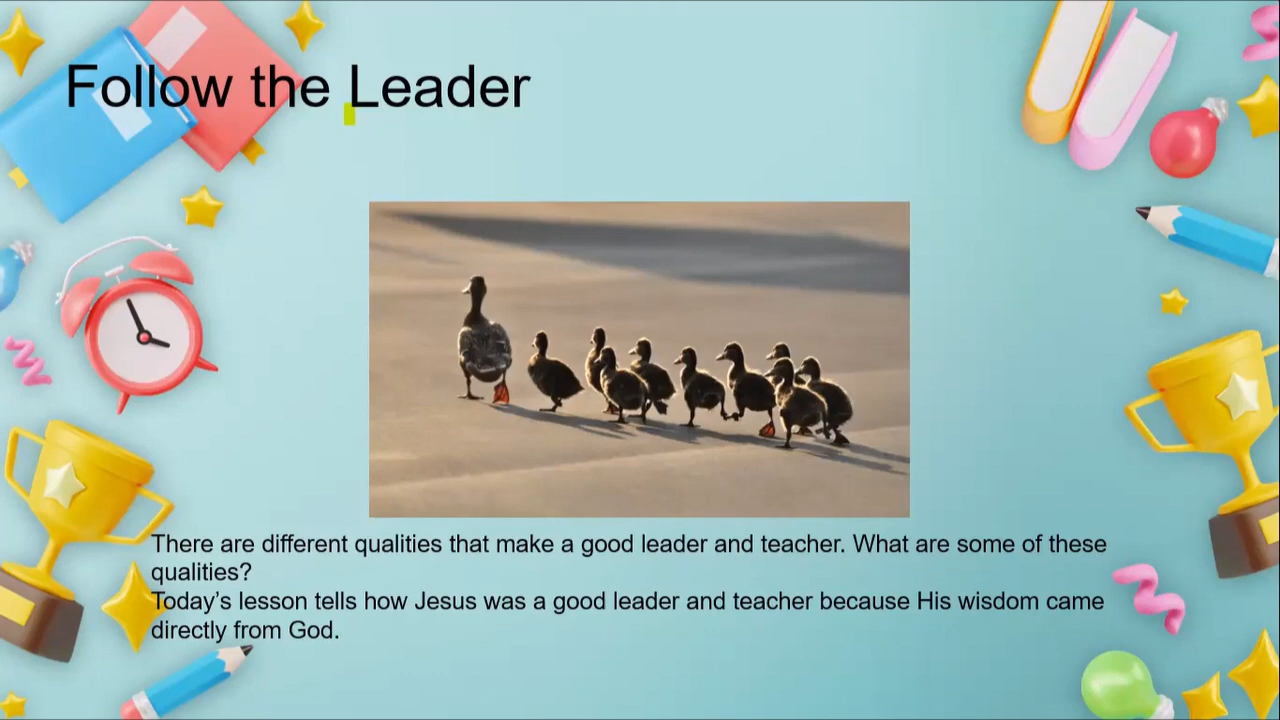 Follow the Leader
There are different qualities that make a good leader and teacher. What are some of these
qualities?
Today’s lesson tells how Jesus was a good leader and teacher because His wisdom came
directly from God.